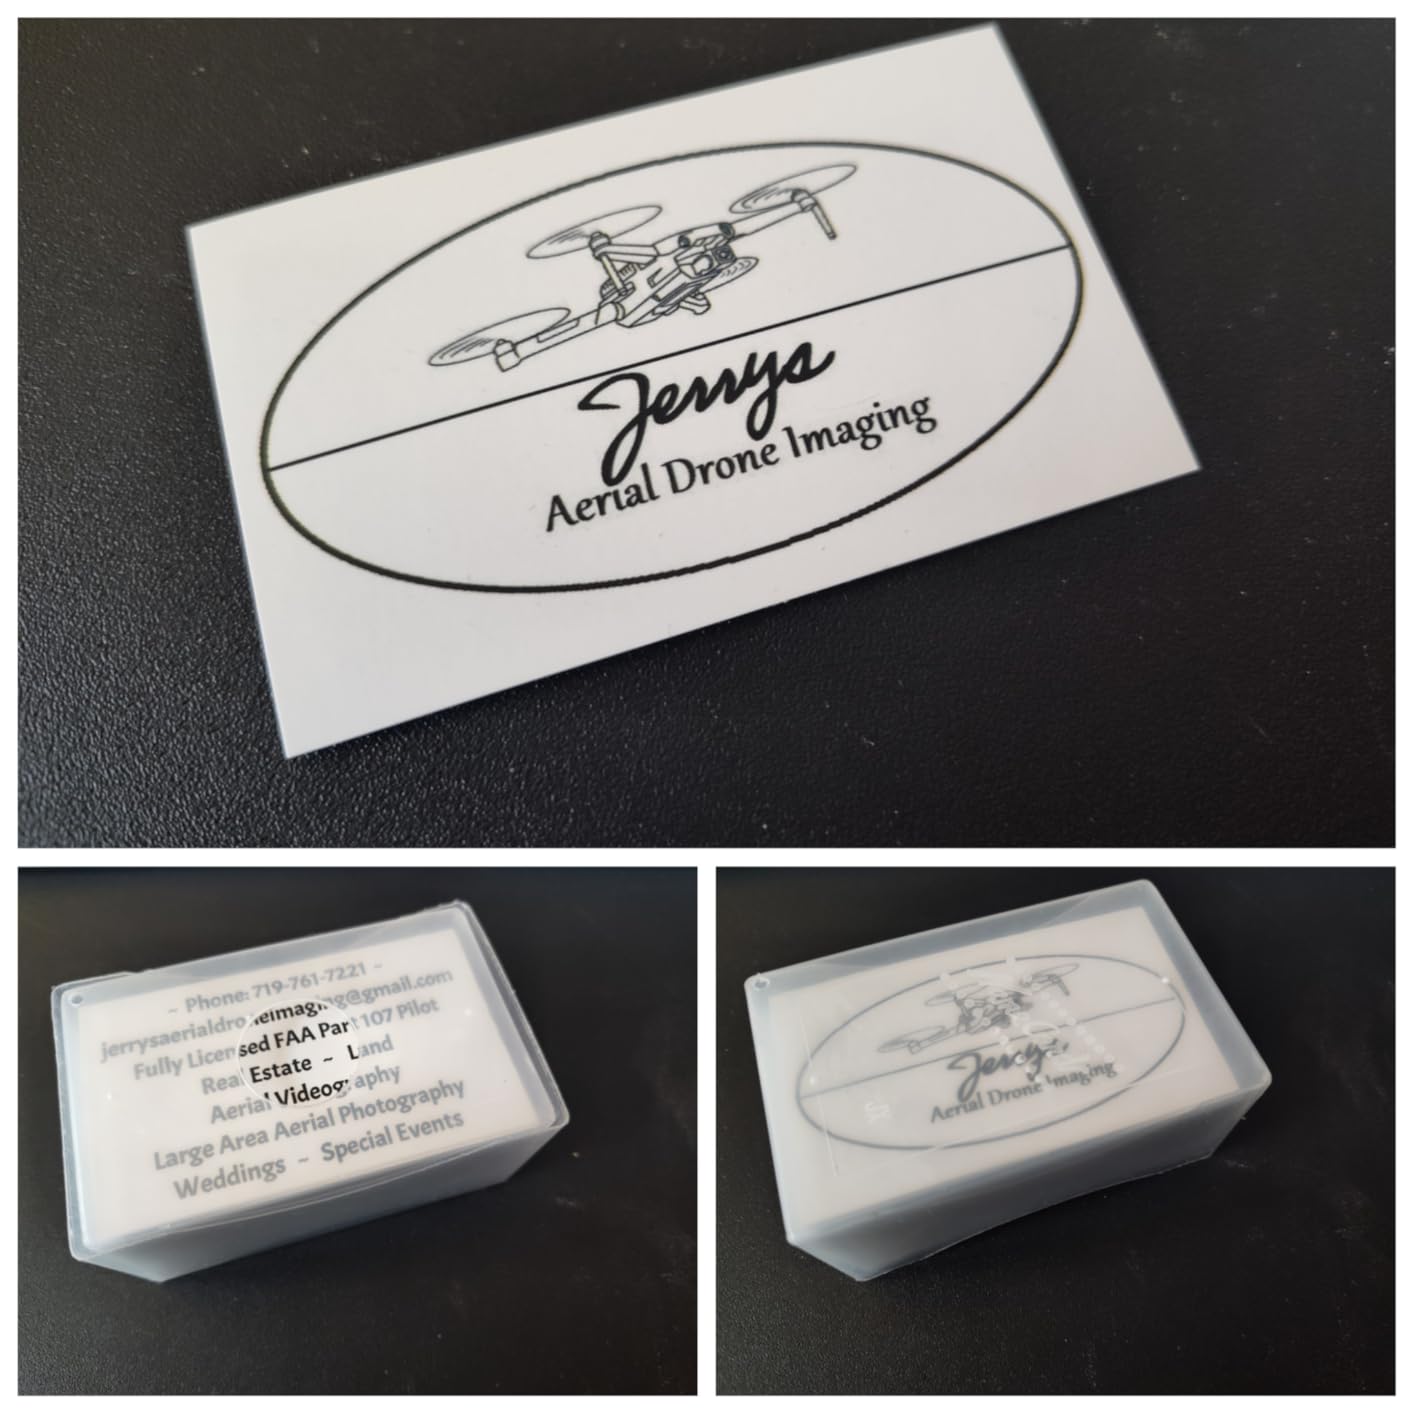 Jerrys
Aerial Drone Imaging
~ Phone: 719-761-7221 ~
jerrysaerialdroneimaging@gmail.com
Fully Licensed FAA Part 107 Pilot
Real Estate ~ Land
Aerial Videography
Large Area Aerial Photography
Weddings ~ Special Events
Jerrys
Aerial Drone Imaging